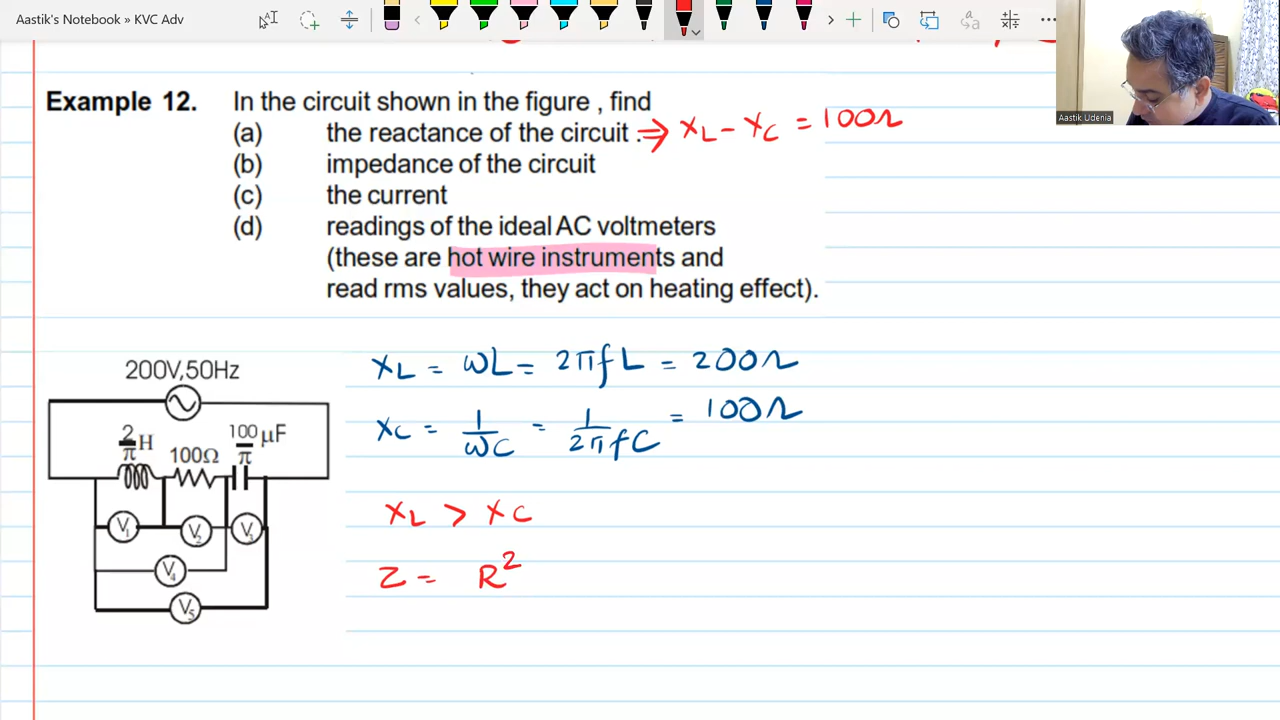 Aastik's Notebook » KVC Adv
Aastik Udenia
Example 12. In the circuit shown in the figure , find
(a) the reactance of the circuit . ⇒ XL - XC = 100Ω
(b) impedance of the circuit
(c) the current
(d) readings of the ideal AC voltmeters
(these are hot wire instruments and
read rms values, they act on heating effect).
200V,50Hz
2/π H
100Ω
100/π μF
V1
V2
V3
V4
V5
XL = ωL = 2πfL = 200Ω
XC = 1/ωC = 1/2πfC = 100Ω
XL > XC
Z = R²